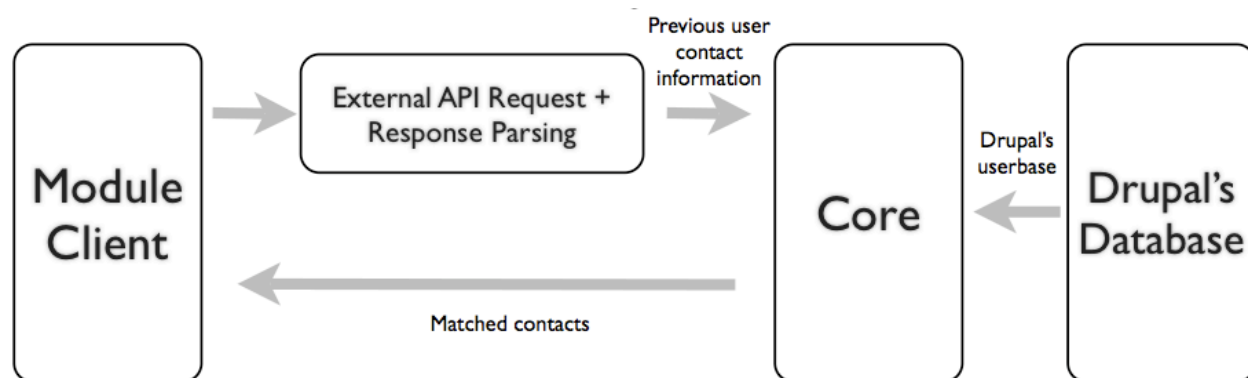 Module
Client
External API Request +
Response Parsing
Previous user
contact
information
Core
Drupal's
userbase
Drupal's
Database
Matched contacts